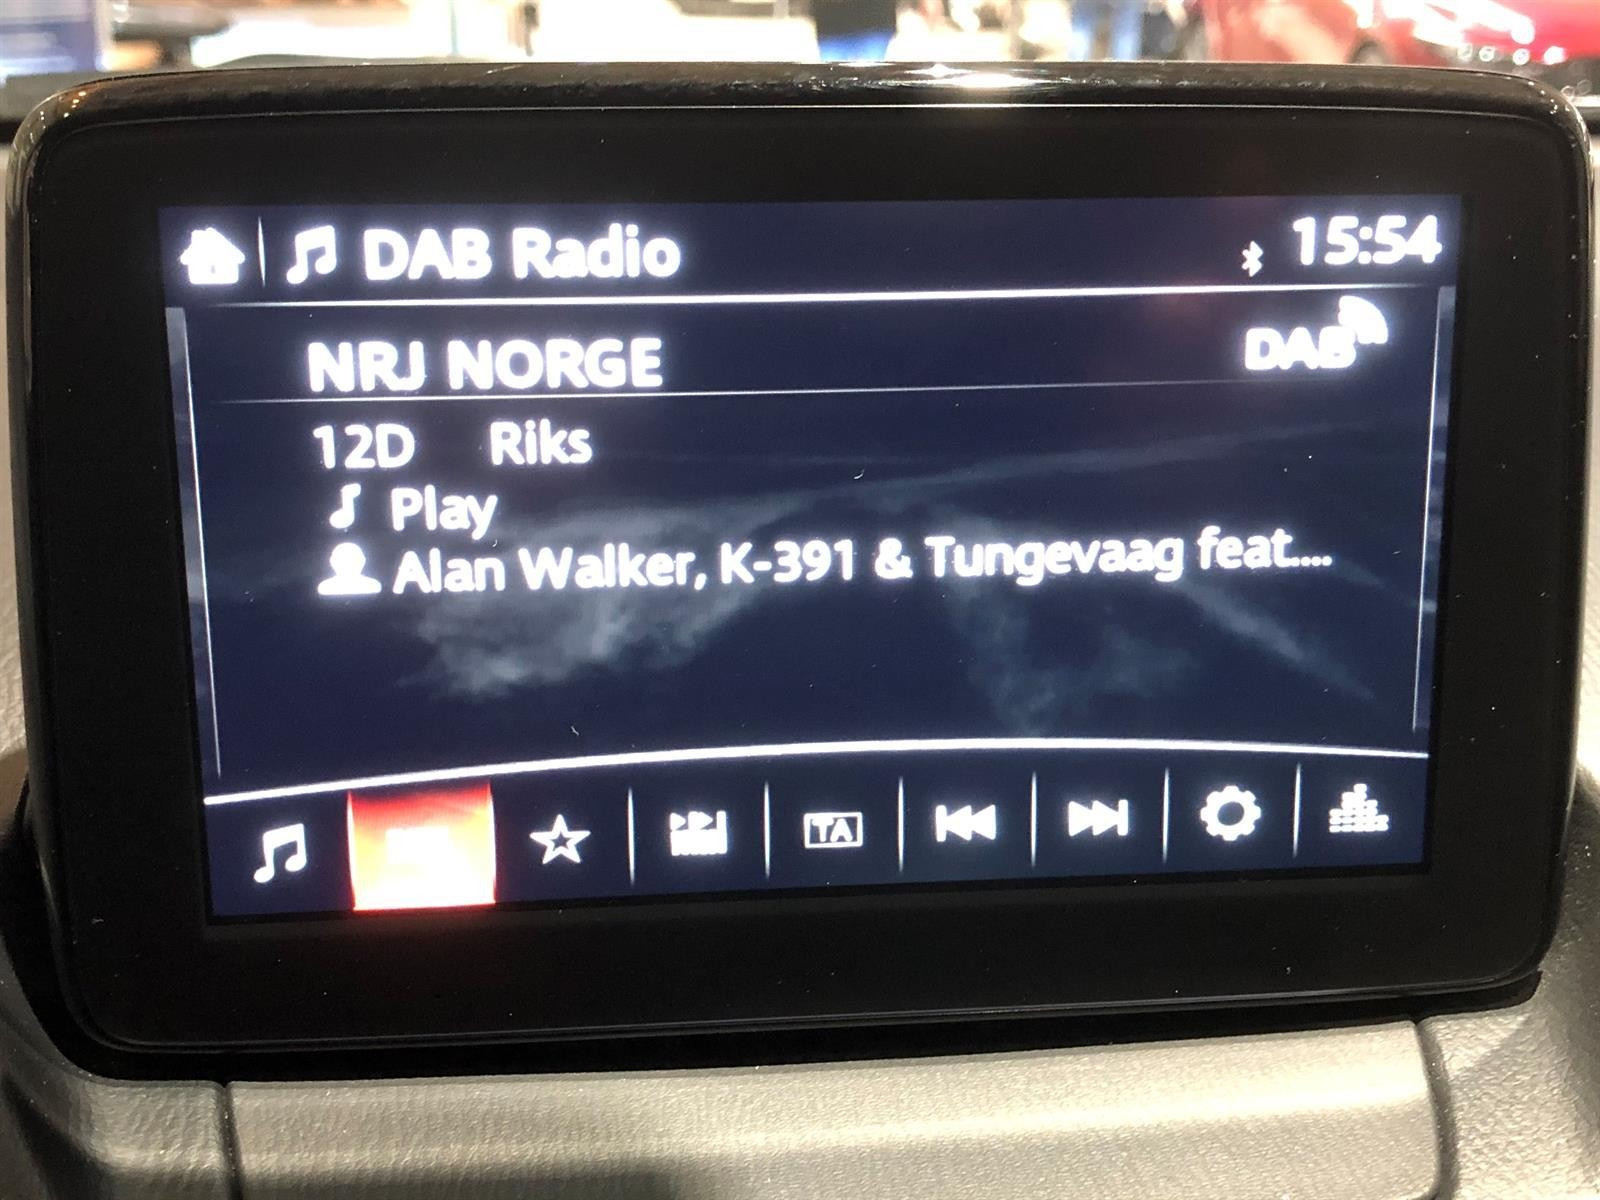 DAB Radio
15:54
NRJ NORGE
DAB
12D Riks
Play
Alan Walker, K-391 & Tungevaag feat....
TA